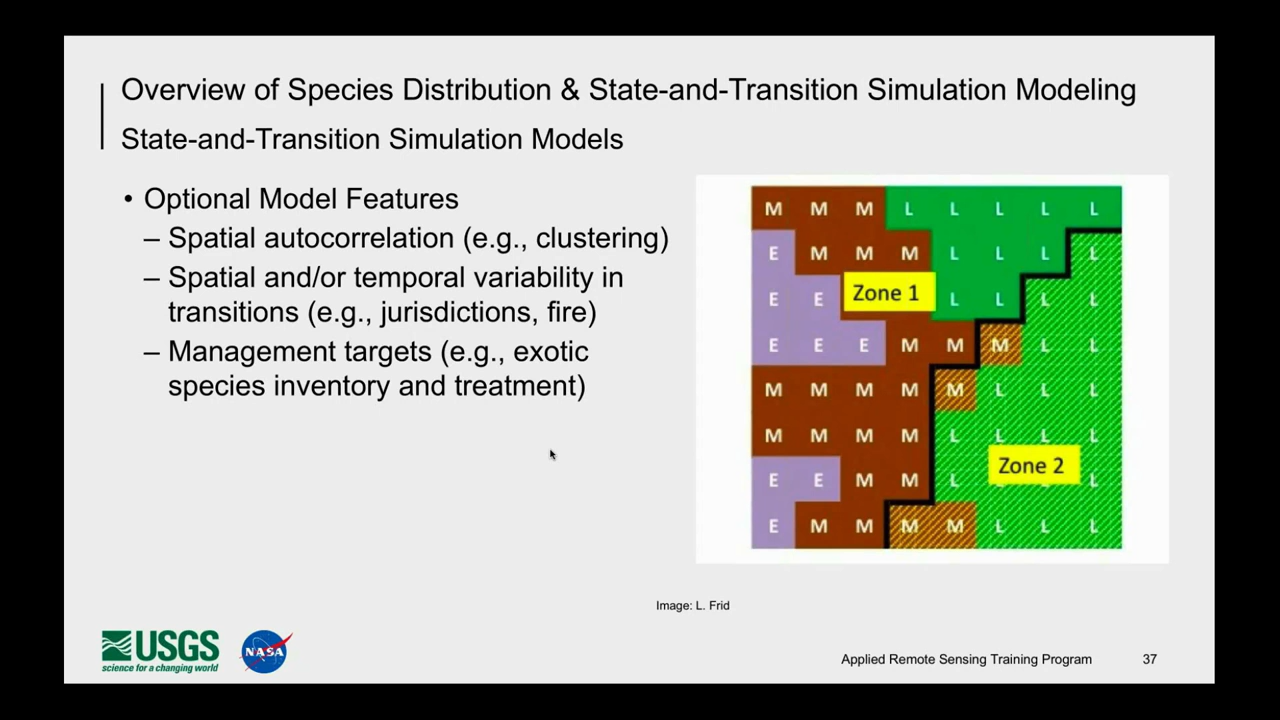 Overview of Species Distribution & State-and-Transition Simulation Modeling
State-and-Transition Simulation Models
• Optional Model Features
– Spatial autocorrelation (e.g., clustering)
– Spatial and/or temporal variability in
transitions (e.g., jurisdictions, fire)
– Management targets (e.g., exotic
species inventory and treatment)
M M M L L L L L
E M M M L L L L
E E Zone 1 L L L L
E E E M M M L L
M M M M M L L L
M M M M L L L L
E E M M L Zone 2 L
E M M M M L L L
Image: L. Frid
USGS
science for a changing world
NASA
Applied Remote Sensing Training Program 37